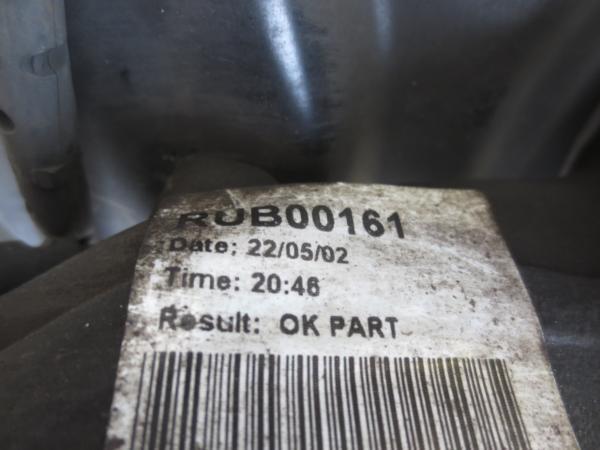 RUB00161
Date: 22/05/02
Time: 20:46
Result: OK PART